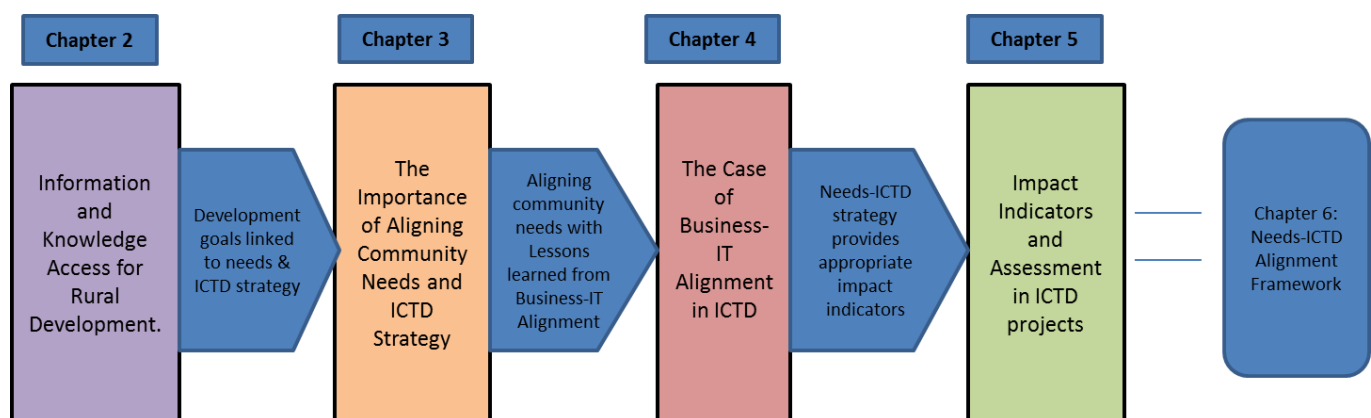 Chapter 2
Chapter 3
Chapter 4
Chapter 5
Information
and
Knowledge
Access for
Rural
Development.
Development
goals linked
to needs &
ICTD strategy
The
Importance
of Aligning
Community
Needs and
ICTD
Strategy
Aligning
community
needs with
Lessons
learned from
Business-IT
Alignment
The Case
of
Business-
IT
Alignment
in ICTD
Needs-ICTD
strategy
provides
appropriate
impact
indicators
Impact
Indicators
and
Assessment
in ICTD
projects
Chapter 6:
Needs-ICTD
Alignment
Framework